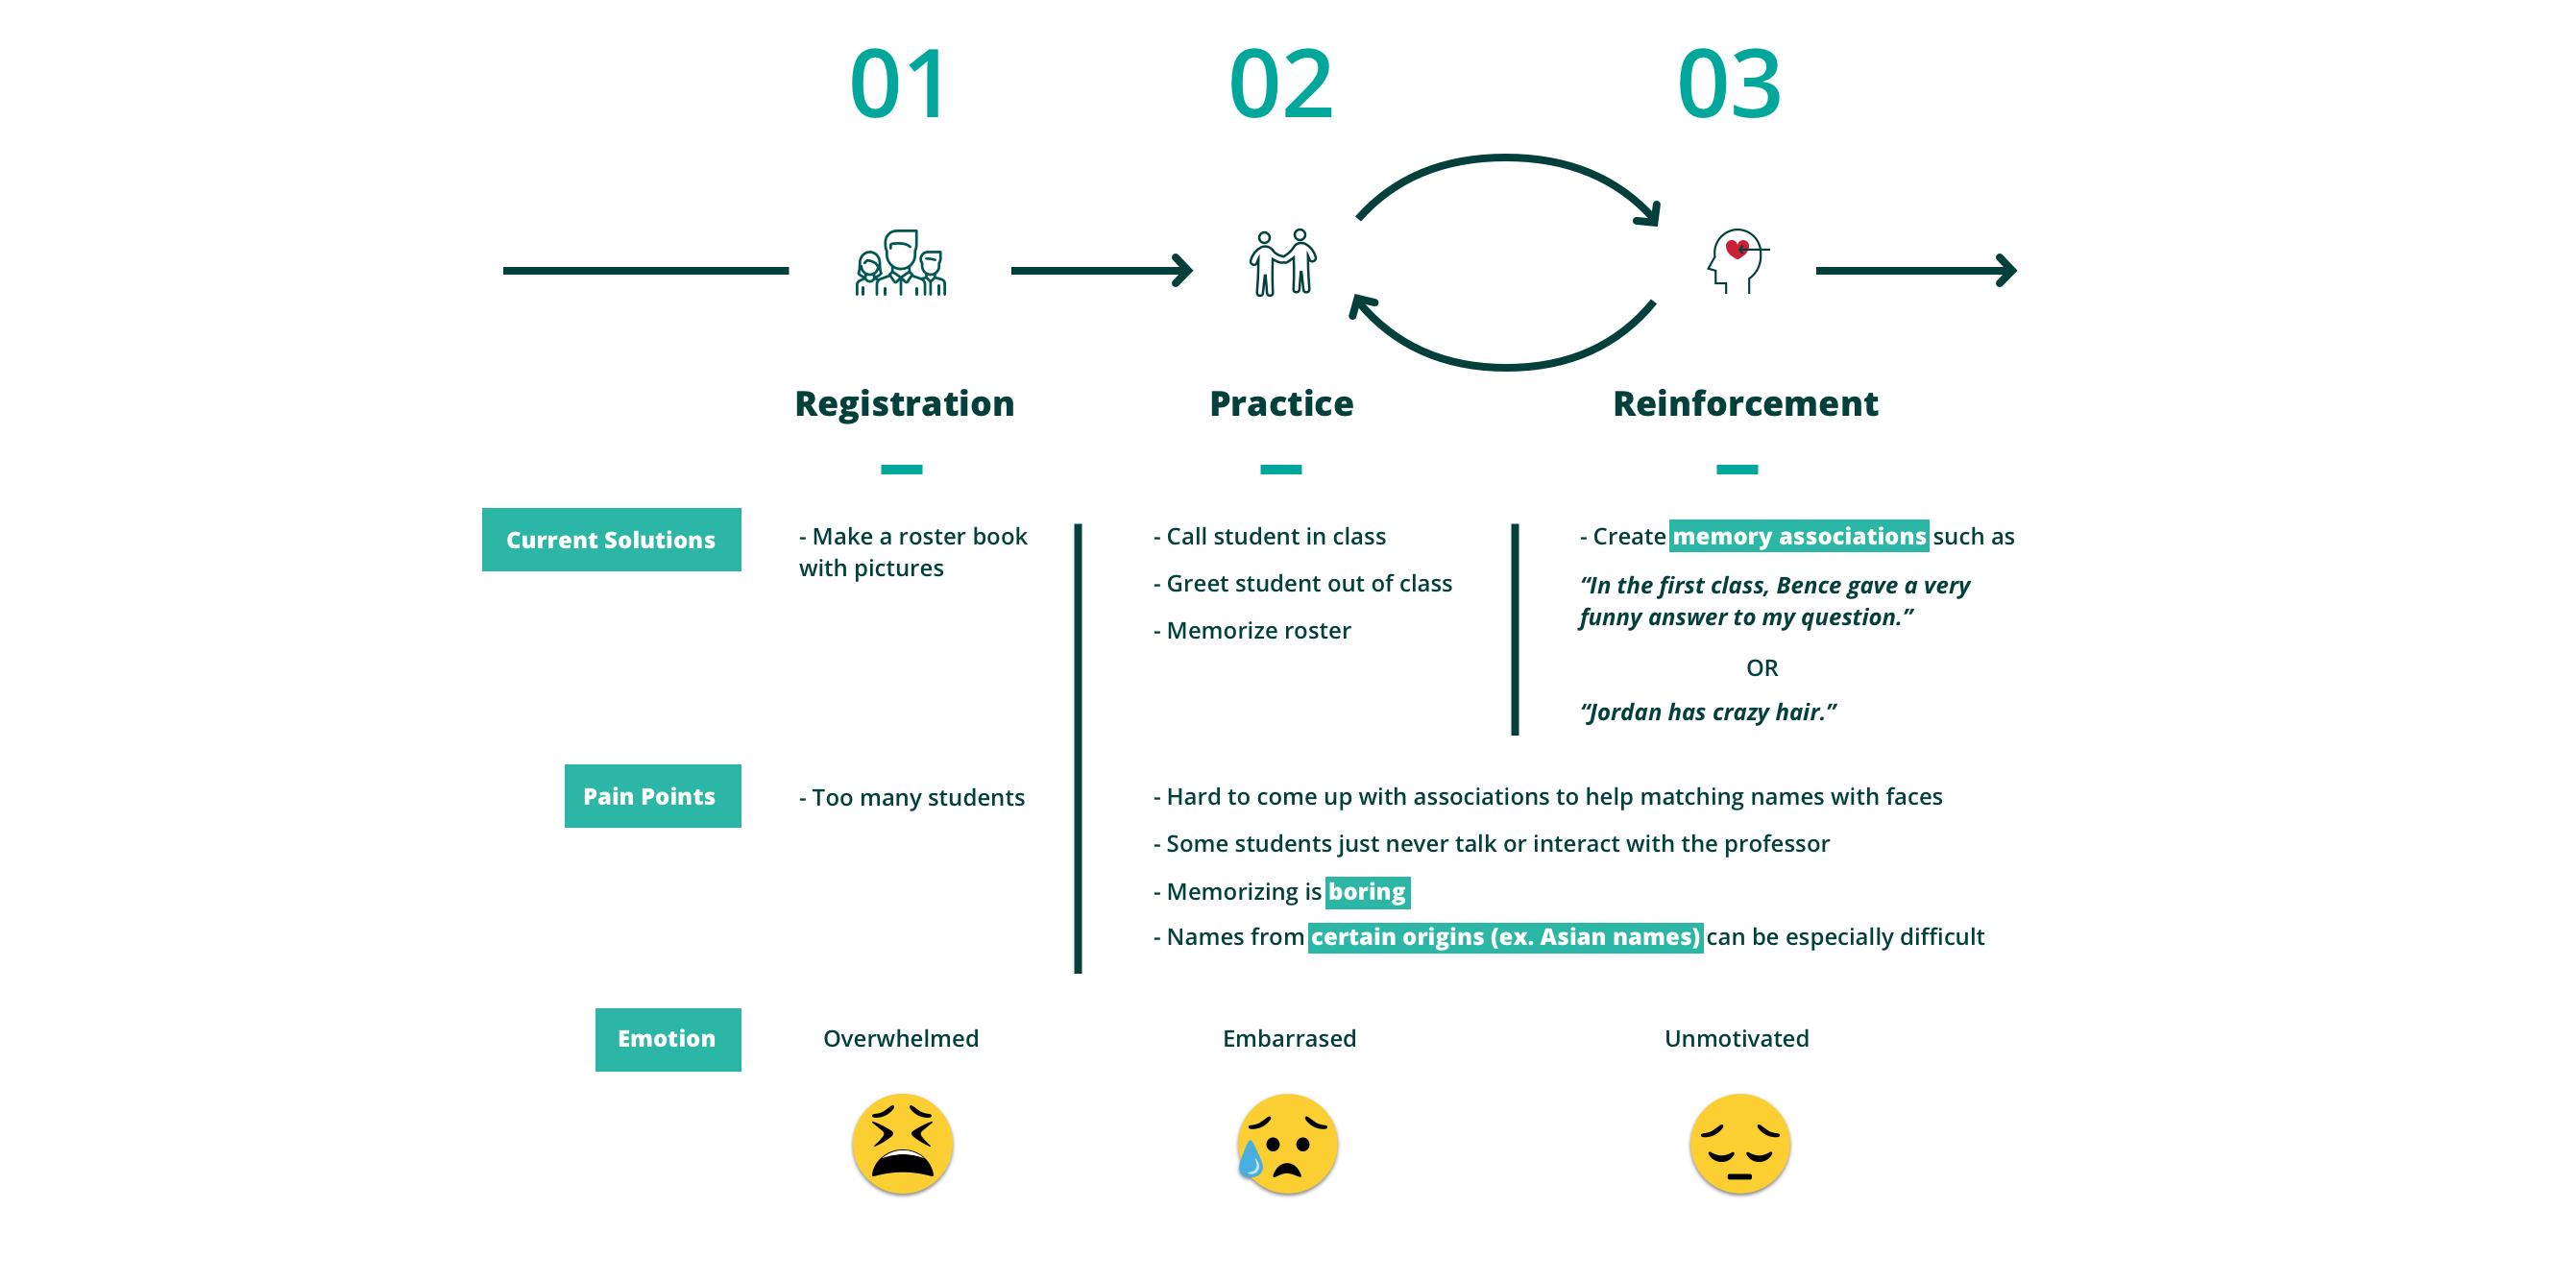 01
02
03
Registration
Practice
Reinforcement
Current Solutions
- Make a roster book
with pictures
- Call student in class
- Greet student out of class
- Memorize roster
- Create memory associations such as
“In the first class, Bence gave a very
funny answer to my question.”
OR
“Jordan has crazy hair.”
Pain Points
- Too many students
- Hard to come up with associations to help matching names with faces
- Some students just never talk or interact with the professor
- Memorizing is boring
- Names from certain origins (ex. Asian names) can be especially difficult
Emotion
Overwhelmed
Embarrased
Unmotivated